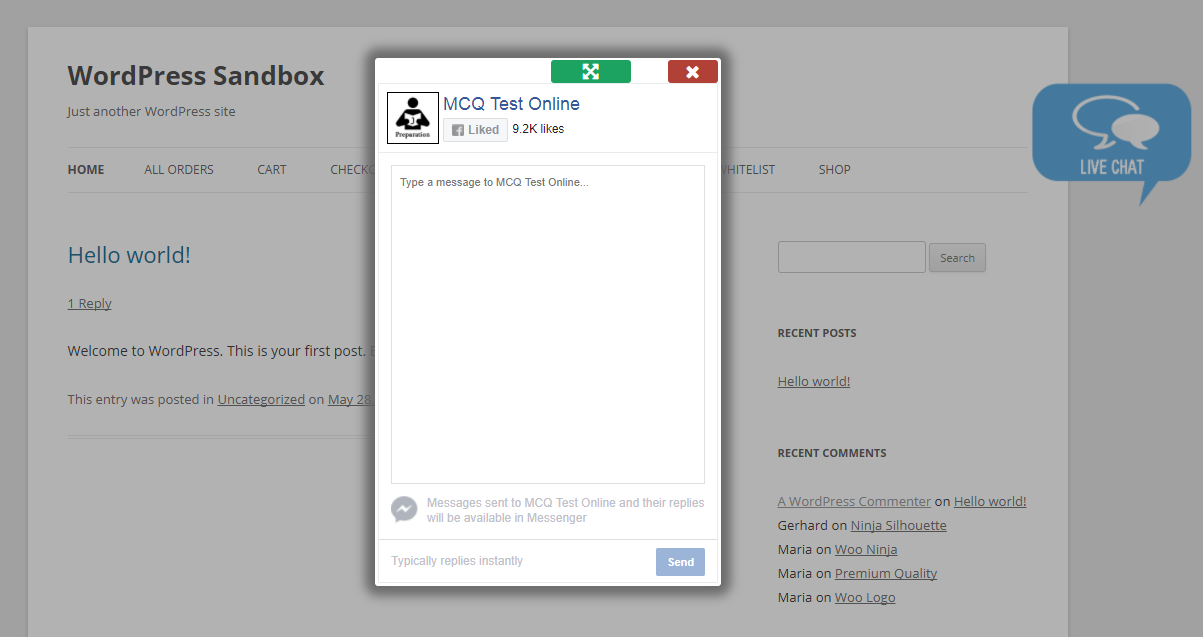 WordPress Sandbox
Just another WordPress site
MCQ Test Online
Liked 9.2K likes
HOME ALL ORDERS CART CHECKO HITELIST SHOP
LIVE CHAT
Type a message to MCQ Test Online...
Hello world!
Search
1 Reply
RECENT POSTS
Welcome to WordPress. This is your first post.
Hello world!
This entry was posted in Uncategorized on May 28
RECENT COMMENTS
A WordPress Commenter on Hello world!
Gerhard on Ninja Silhouette
Maria on Woo Ninja
Maria on Premium Quality
Maria on Woo Logo
Preparation
Messages sent to MCQ Test Online and their replies
will be available in Messenger
Typically replies instantly
Send